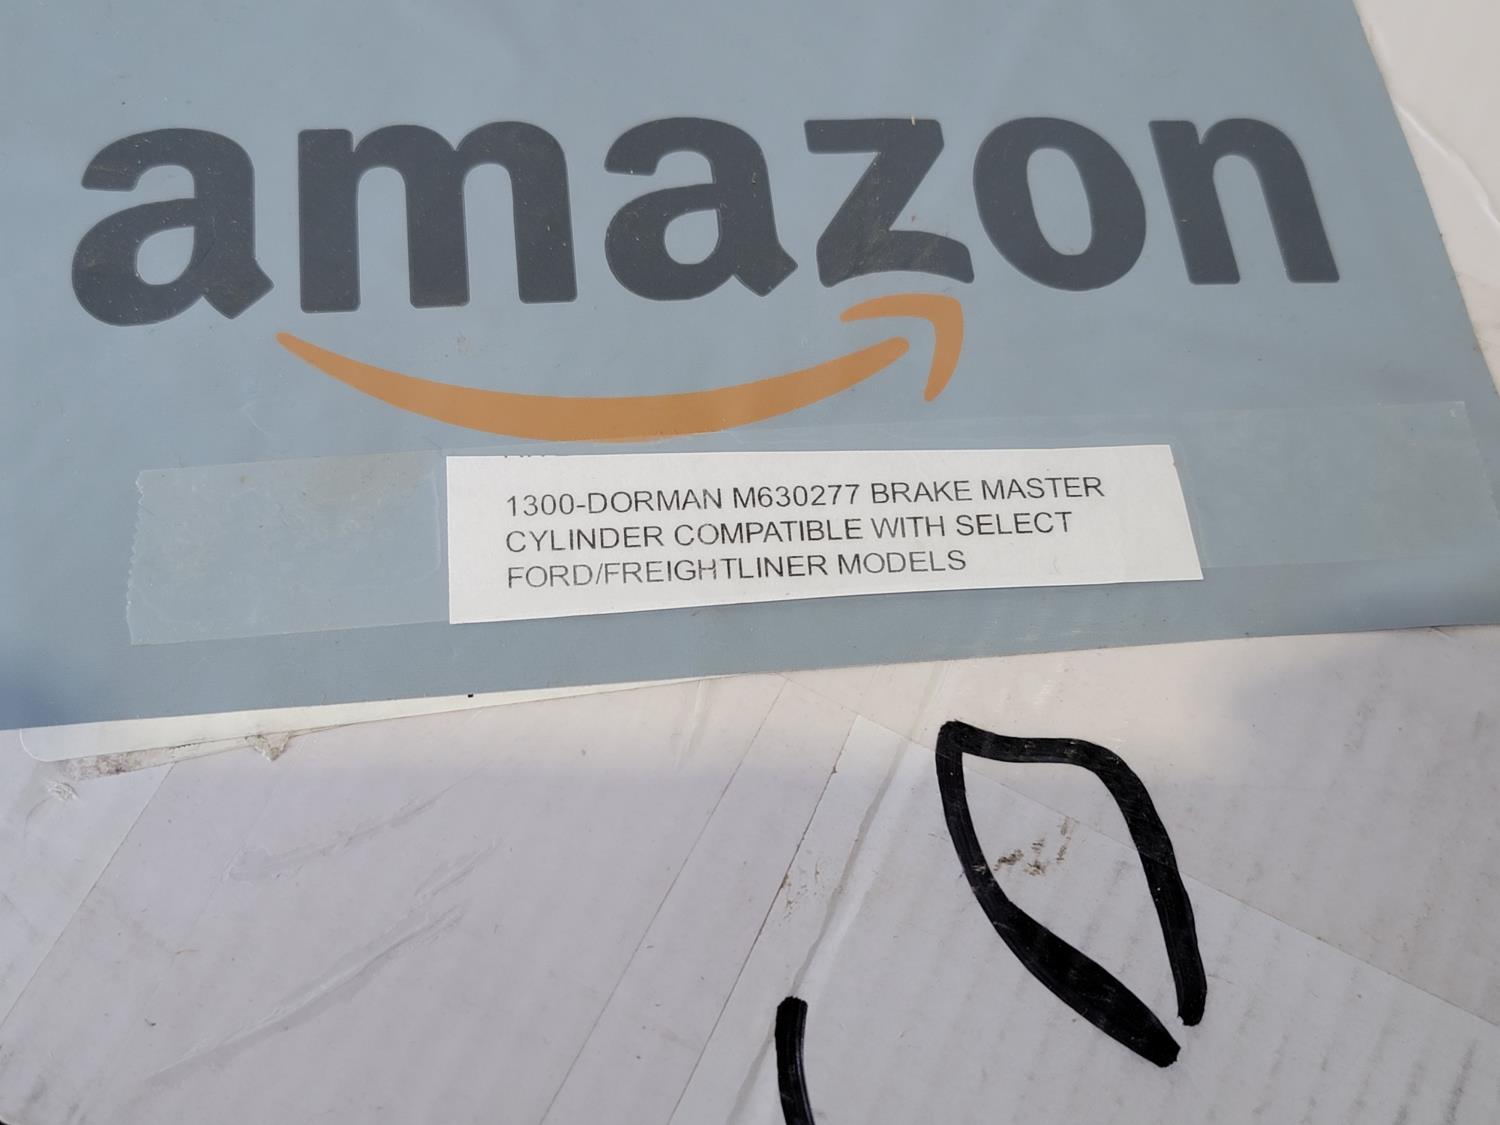 amazon
1300-DORMAN M630277 BRAKE MASTER
CYLINDER COMPATIBLE WITH SELECT
FORD/FREIGHTLINER MODELS